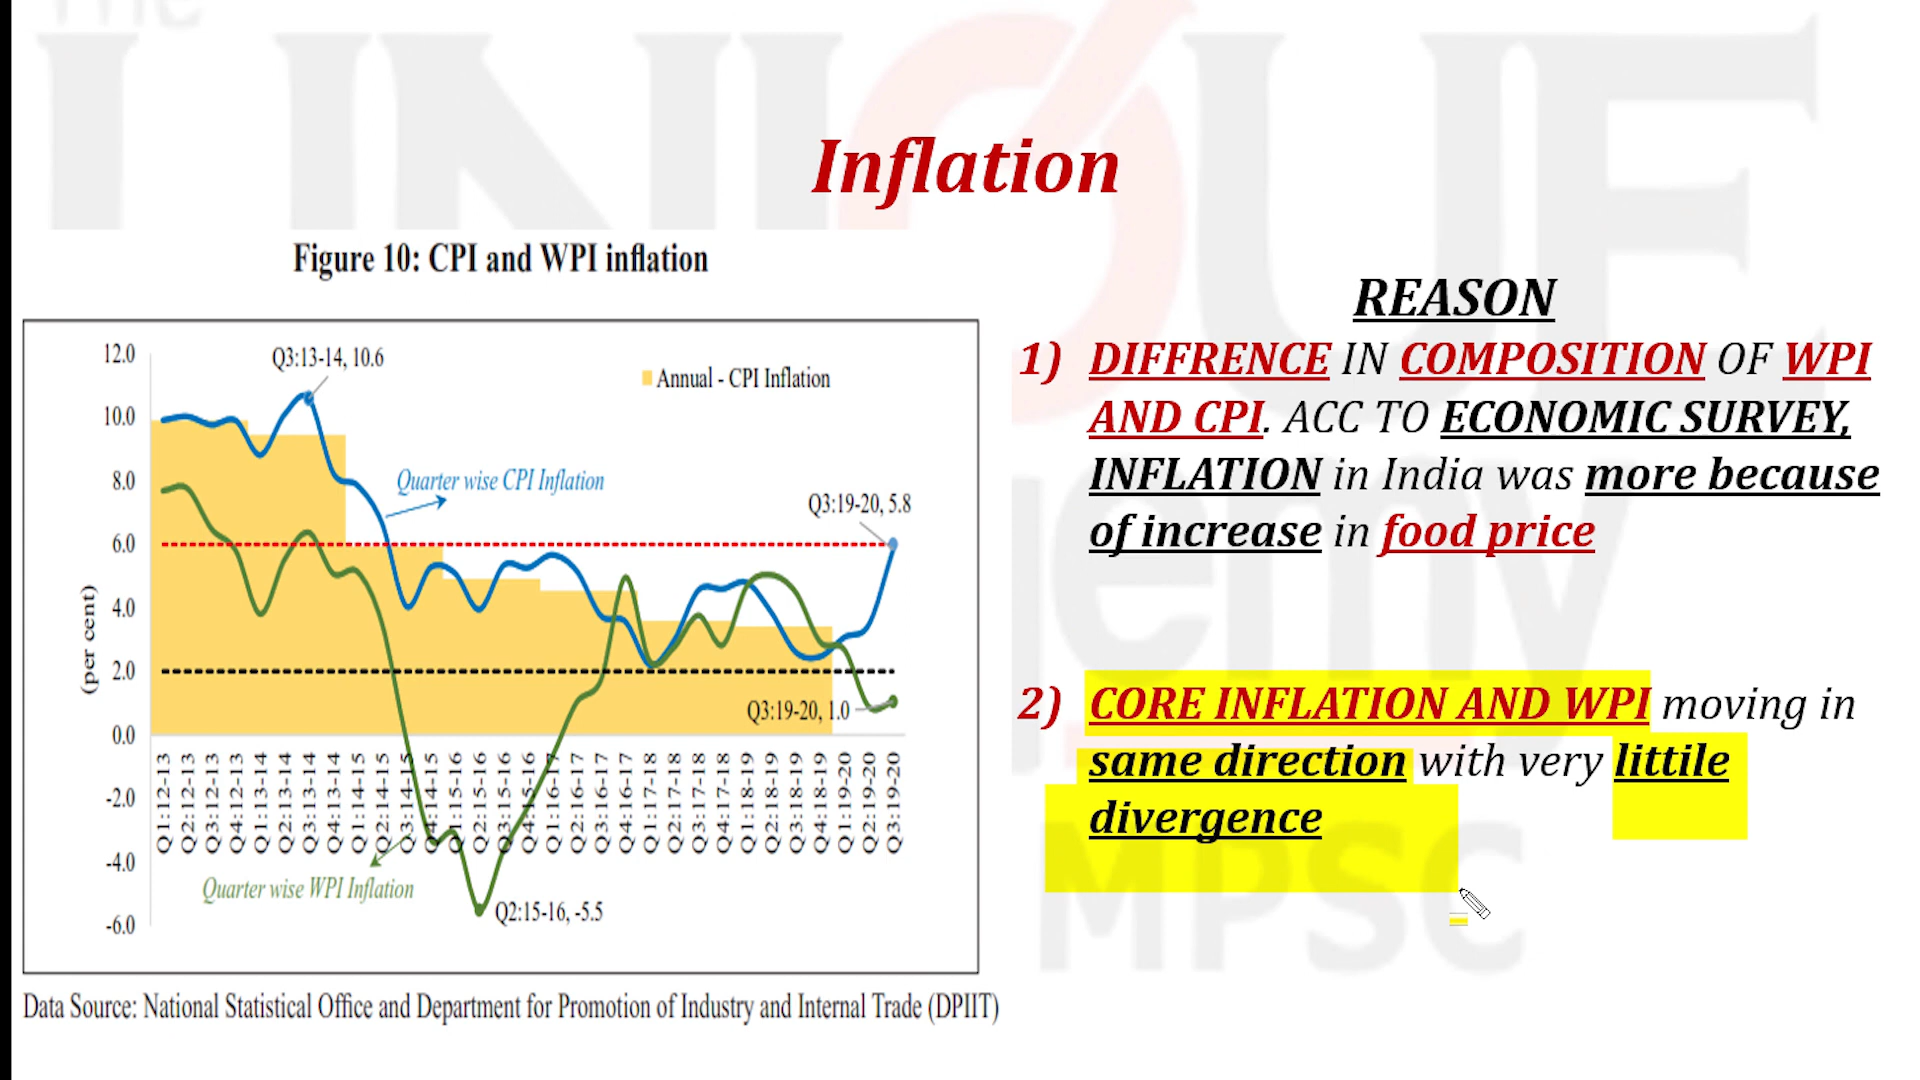 The
UNIQUE
Inflation
Figure 10: CPI and WPI inflation
12.0
10.0
8.0
6.0
4.0
2.0
0.0
-2.0
-4.0
-6.0
(per cent)
Q3:13-14, 10.6
Annual - CPI Inflation
Quarter wise CPI Inflation
Q3:19-20, 5.8
Q3:19-20, 1.0
Quarter wise WPI Inflation
Q2:15-16, -5.5
Q1:12-13
Q2:12-13
Q3:12-13
Q4:12-13
Q1:13-14
Q2:13-14
Q3:13-14
Q4:13-14
Q1:14-15
Q2:14-15
Q3:14-15
Q4:14-15
Q1:15-16
Q2:15-16
Q3:15-16
Q4:15-16
Q1:16-17
Q2:16-17
Q3:16-17
Q4:16-17
Q1:17-18
Q2:17-18
Q3:17-18
Q4:17-18
Q1:18-19
Q2:18-19
Q3:18-19
Q4:18-19
Q1:19-20
Q2:19-20
Q3:19-20
Data Source: National Statistical Office and Department for Promotion of Industry and Internal Trade (DPIIT)
REASON
1) DIFFRENCE IN COMPOSITION OF WPI
AND CPI. ACC TO ECONOMIC SURVEY,
INFLATION in India was more because
of increase in food price
2) CORE INFLATION AND WPI moving in
same direction with very littile
divergence
MPSC